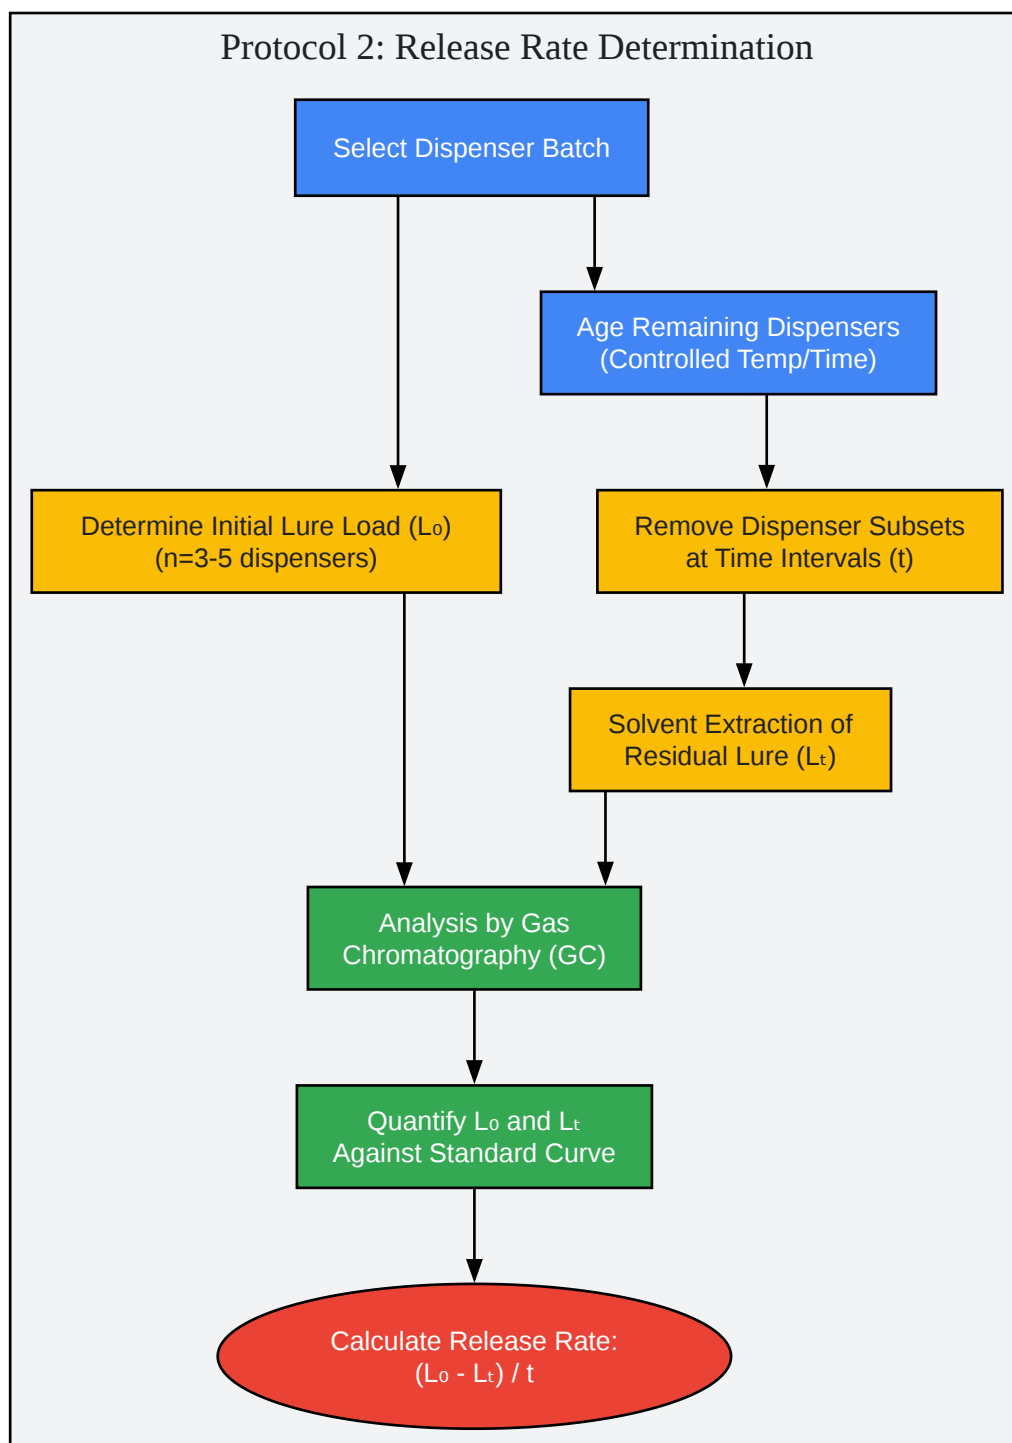 Protocol 2: Release Rate Determination
Select Dispenser Batch
Age Remaining Dispensers
(Controlled Temp/Time)
Determine Initial Lure Load (L₀)
(n=3-5 dispensers)
Remove Dispenser Subsets
at Time Intervals (t)
Solvent Extraction of
Residual Lure (Lₜ)
Analysis by Gas
Chromatography (GC)
Quantify L₀ and Lₜ
Against Standard Curve
Calculate Release Rate:
(L₀ - Lₜ) / t